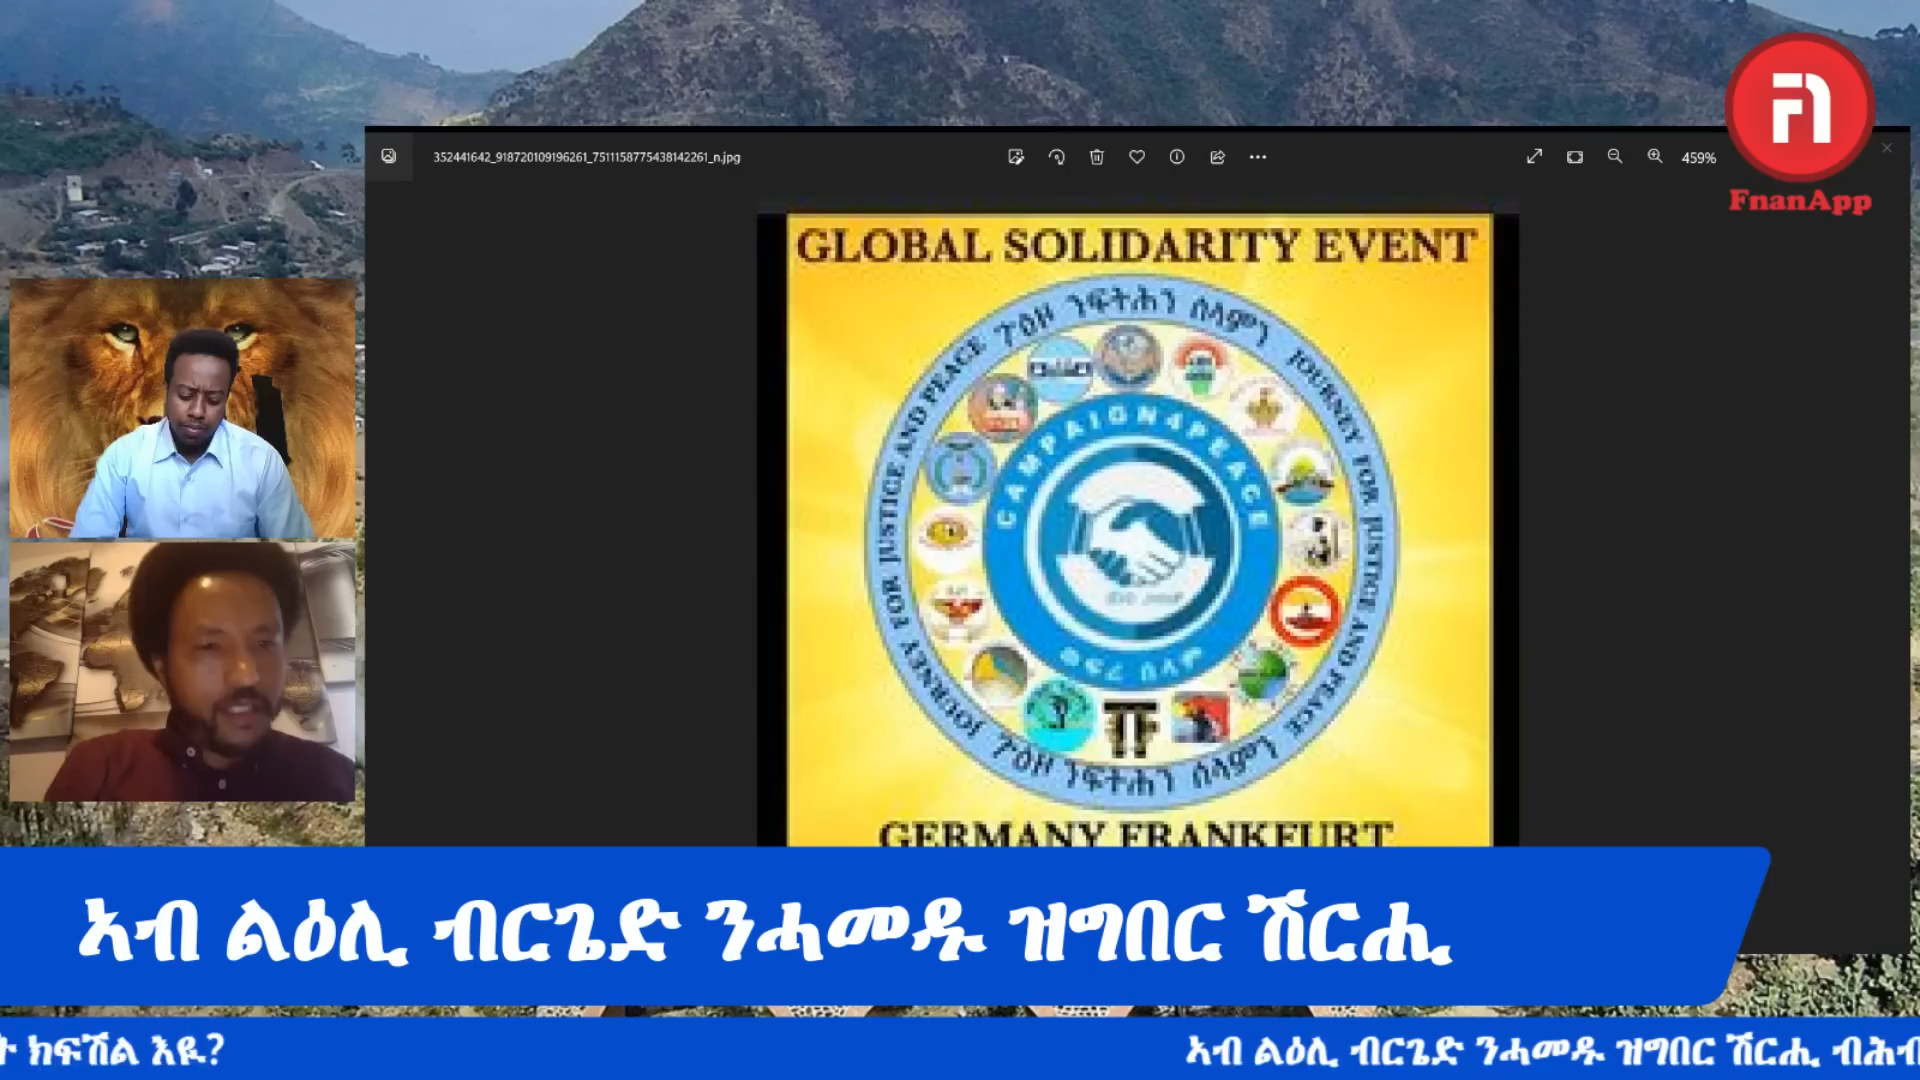 352441642_918720109196261_7511158775438142261_n.jpg
459%
FnanApp
GLOBAL SOLIDARITY EVENT
ጉዕዞ ንፍትሕን ሰላምን
JOURNEY FOR JUSTICE AND PEACE
JOURNEY FOR JUSTICE AND PEACE
CAMPAIGN4PEACE
ወፍሪ ሰላም
ጉዕዞ ንፍትሕን ሰላምን
GERMANY FRANKFURT
ኣብ ልዕሊ ብርጌድ ንሓመዱ ዝግበር ሽርሒ
ክፍሽል እዩ?
ኣብ ልዕሊ ብርጌድ ንሓመዱ ዝግበር ሽርሒ